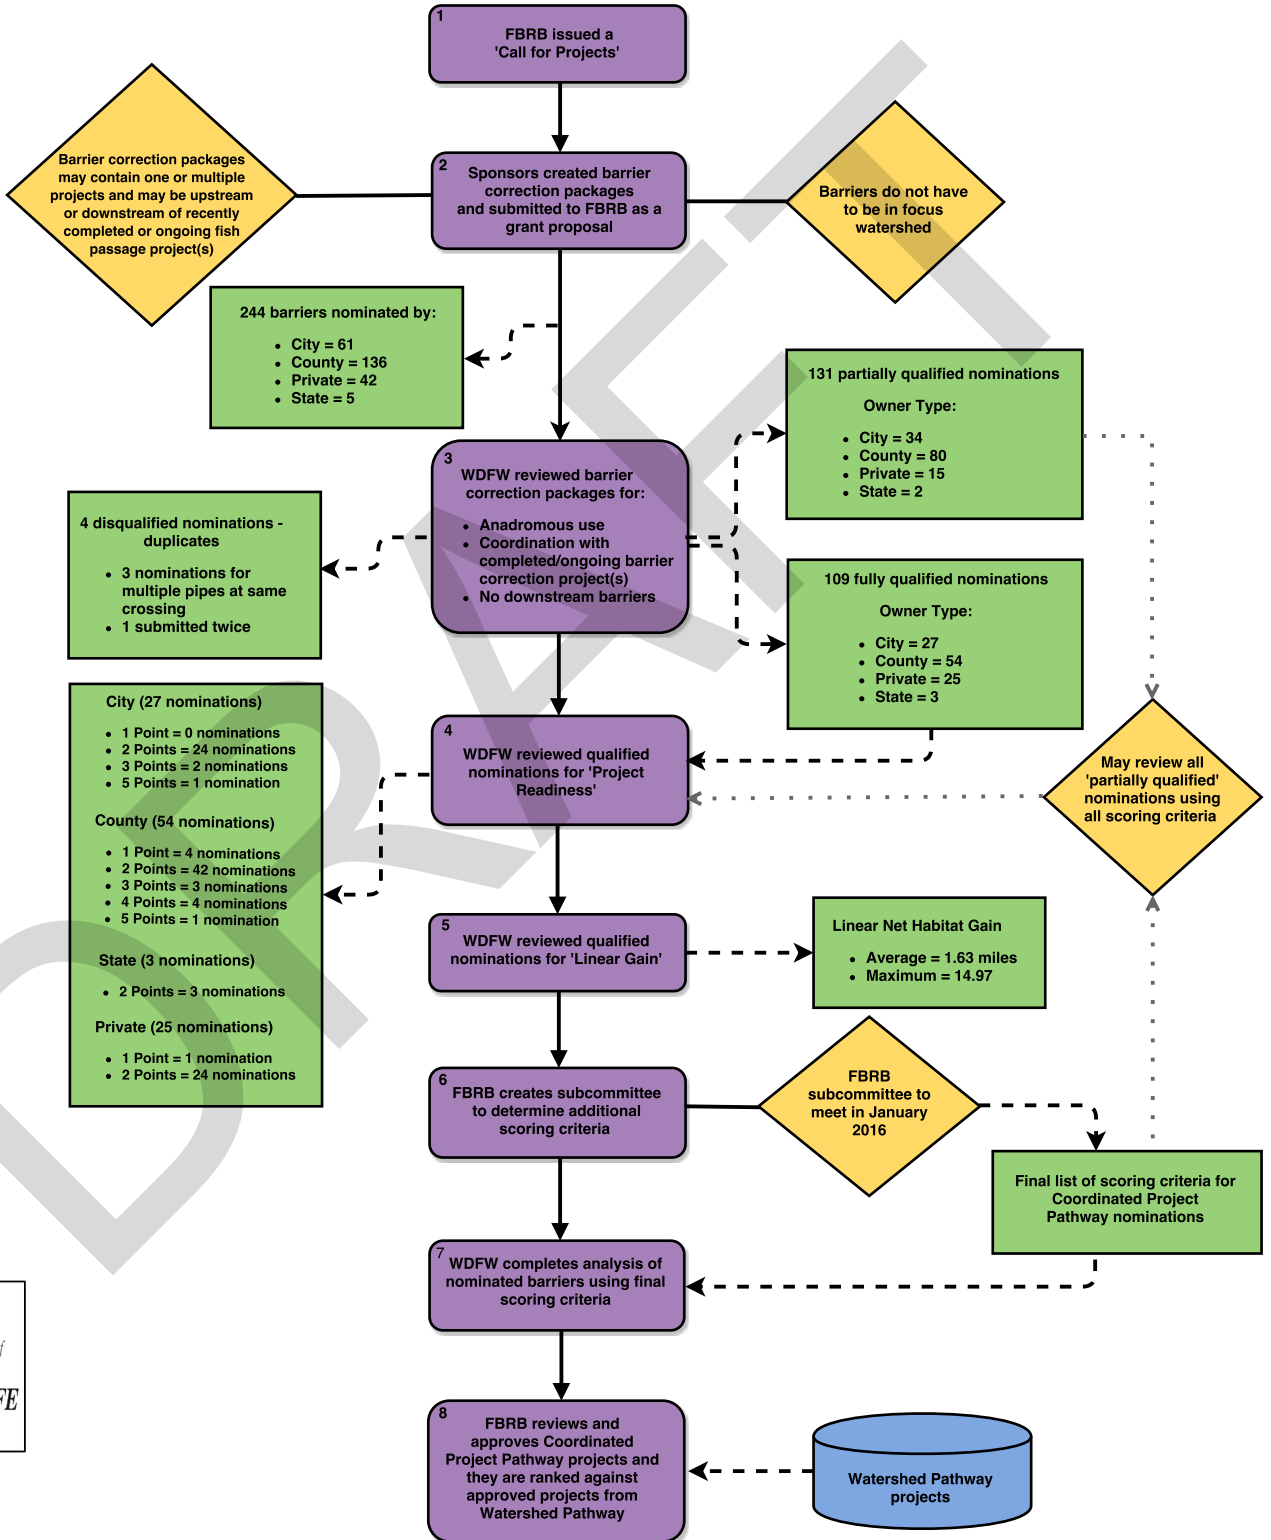 1
FBRB issued a
'Call for Projects'
Barrier correction packages
may contain one or multiple
projects and may be upstream
or downstream of recently
completed or ongoing fish
passage project(s)
2
Sponsors created barrier
correction packages
and submitted to FBRB as a
grant proposal
Barriers do not have
to be in focus
watershed
244 barriers nominated by:
• City = 61
• County = 136
• Private = 42
• State = 5
131 partially qualified nominations
Owner Type:
• City = 34
• County = 80
• Private = 15
• State = 2
3
WDFW reviewed barrier
correction packages for:
• Anadromous use
• Coordination with
completed/ongoing barrier
correction project(s)
• No downstream barriers
4 disqualified nominations -
duplicates
• 3 nominations for
multiple pipes at same
crossing
• 1 submitted twice
109 fully qualified nominations
Owner Type:
• City = 27
• County = 54
• Private = 25
• State = 3
City (27 nominations)
• 1 Point = 0 nominations
• 2 Points = 24 nominations
• 3 Points = 2 nominations
• 5 Points = 1 nomination
County (54 nominations)
• 1 Point = 4 nominations
• 2 Points = 42 nominations
• 3 Points = 3 nominations
• 4 Points = 4 nominations
• 5 Points = 1 nomination
State (3 nominations)
• 2 Points = 3 nominations
Private (25 nominations)
• 1 Point = 1 nomination
• 2 Points = 24 nominations
4
WDFW reviewed qualified
nominations for 'Project
Readiness'
May review all
'partially qualified'
nominations using
all scoring criteria
5
WDFW reviewed qualified
nominations for 'Linear Gain'
Linear Net Habitat Gain
• Average = 1.63 miles
• Maximum = 14.97
6
FBRB creates subcommittee
to determine additional
scoring criteria
FBRB
subcommittee to
meet in January
2016
Final list of scoring criteria for
Coordinated Project
Pathway nominations
7
WDFW completes analysis of
nominated barriers using final
scoring criteria
8
FBRB reviews and
approves Coordinated
Project Pathway projects and
they are ranked against
approved projects from
Watershed Pathway
Watershed Pathway
projects
DRAFT